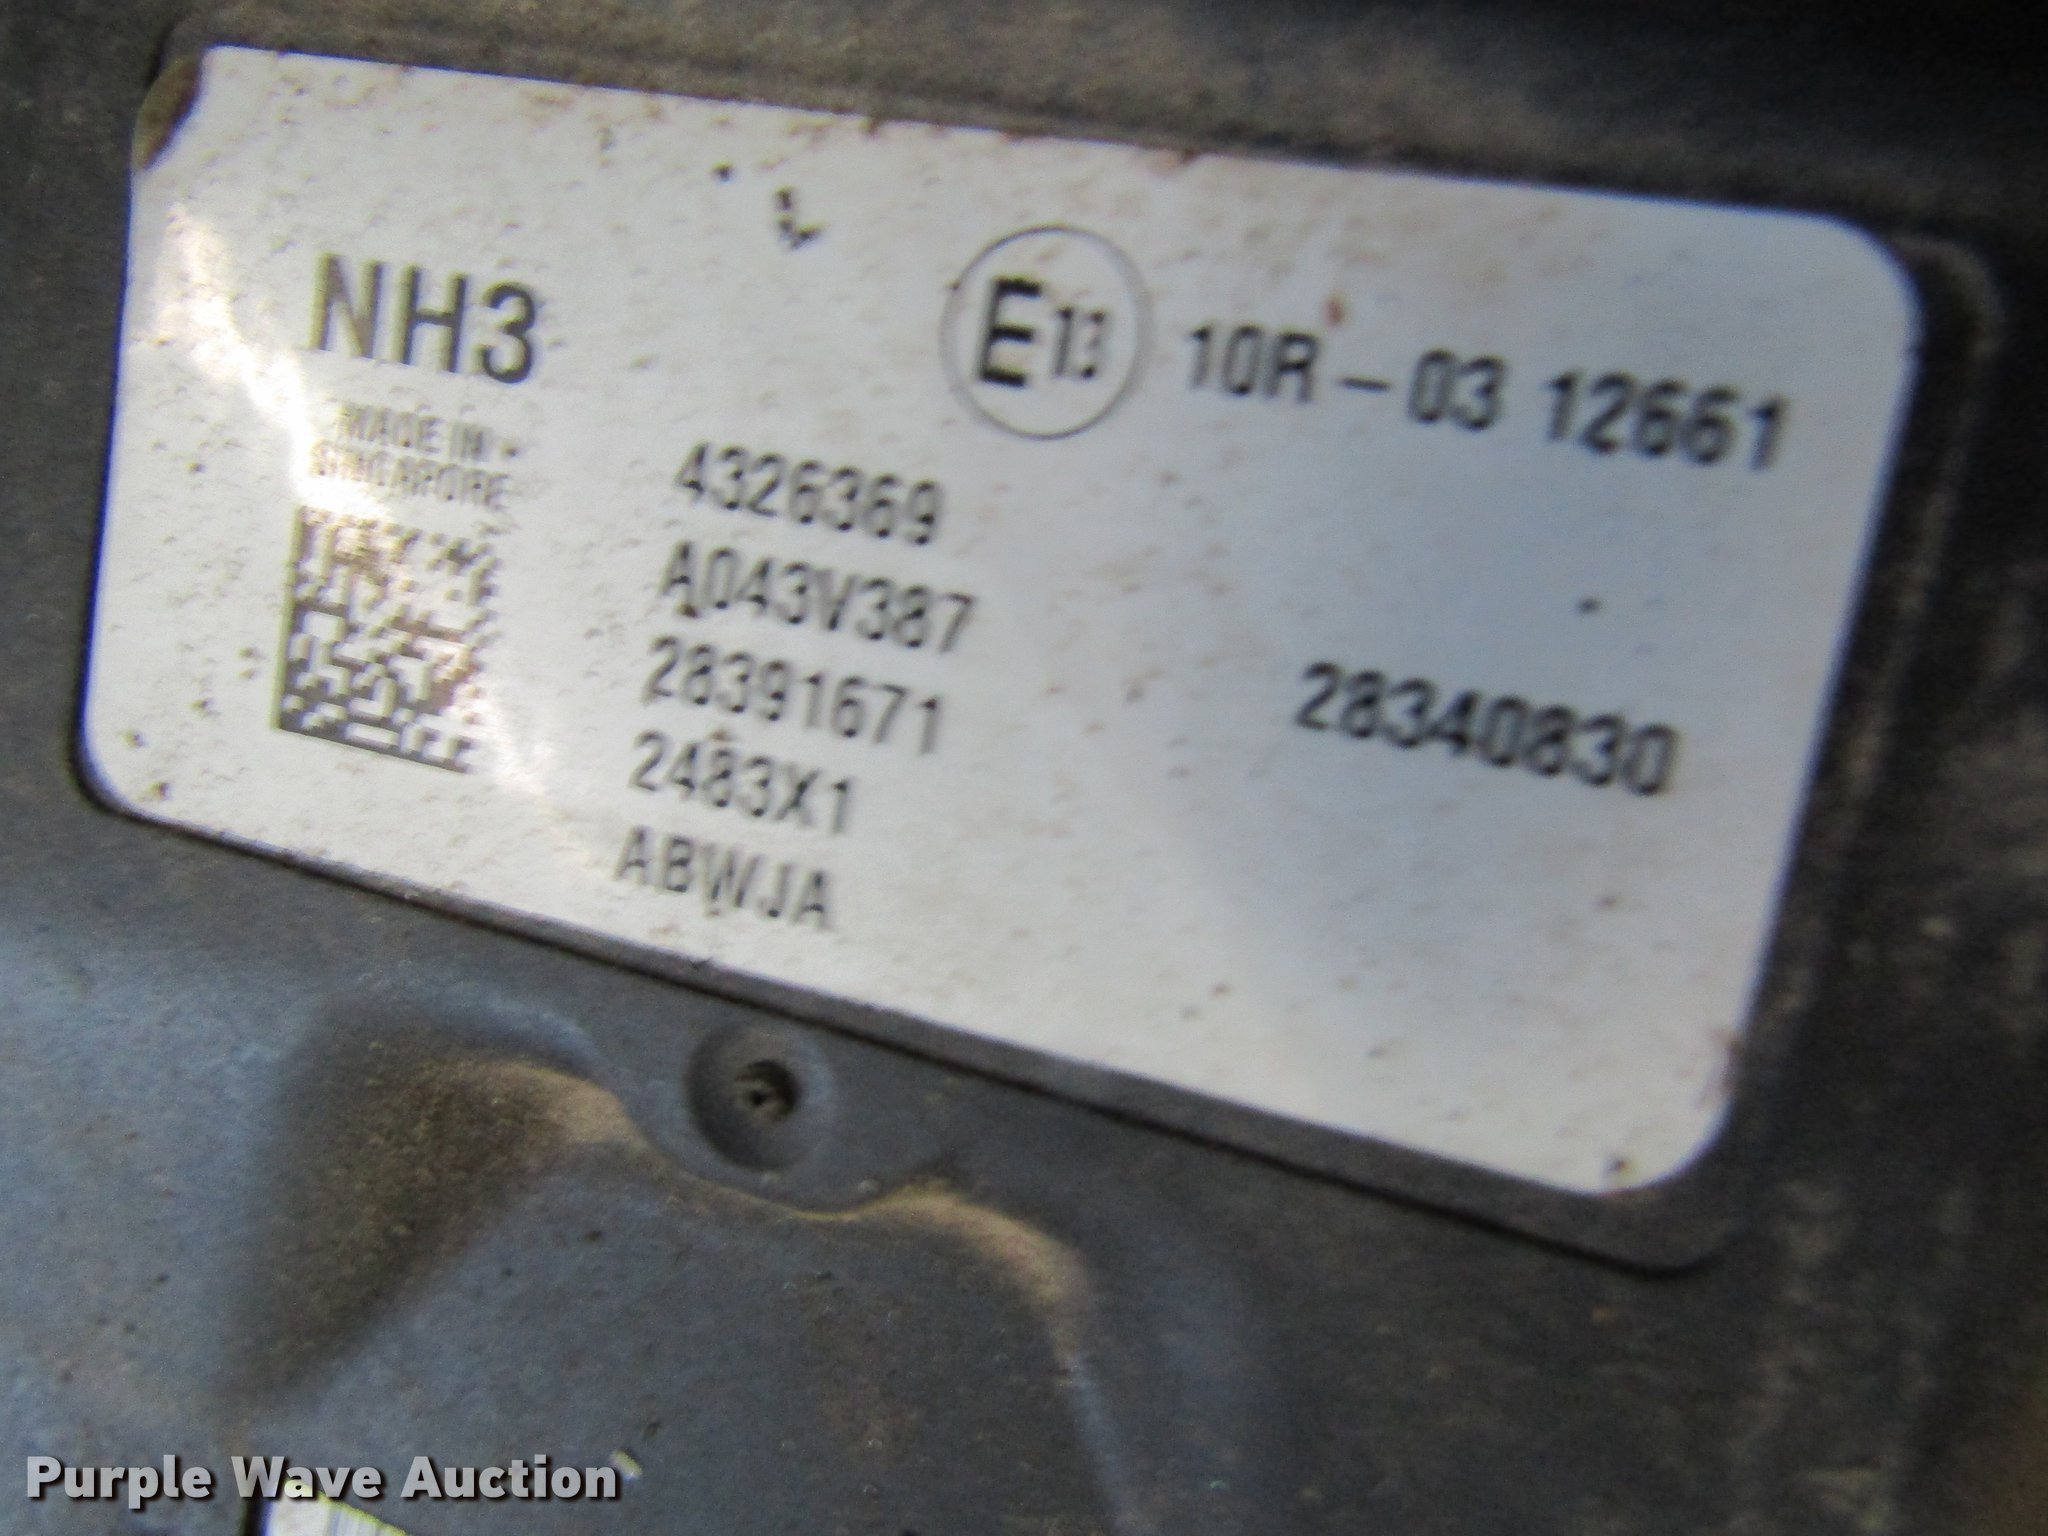 NH3
E13 10R-03 12661
MADE IN
SINGAPORE
4326369
A043V387
28391671
28340830
2483X1
ABWJA
Purple Wave Auction